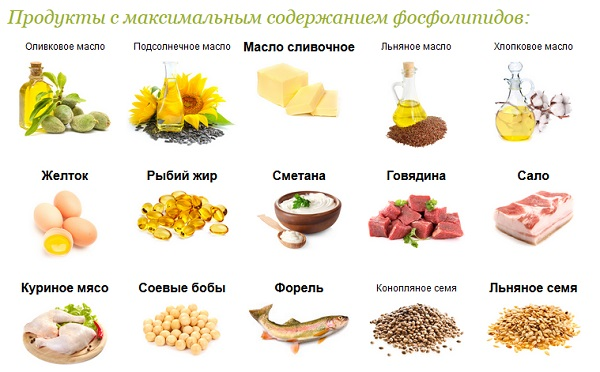 Продукты с максимальным содержанием фосфолипидов:
Оливковое масло
Подсолнечное масло
Масло сливочное
Льняное масло
Хлопковое масло
Желток
Рыбий жир
Сметана
Говядина
Сало
Куриное мясо
Соевые бобы
Форель
Конопляное семя
Льняное семя